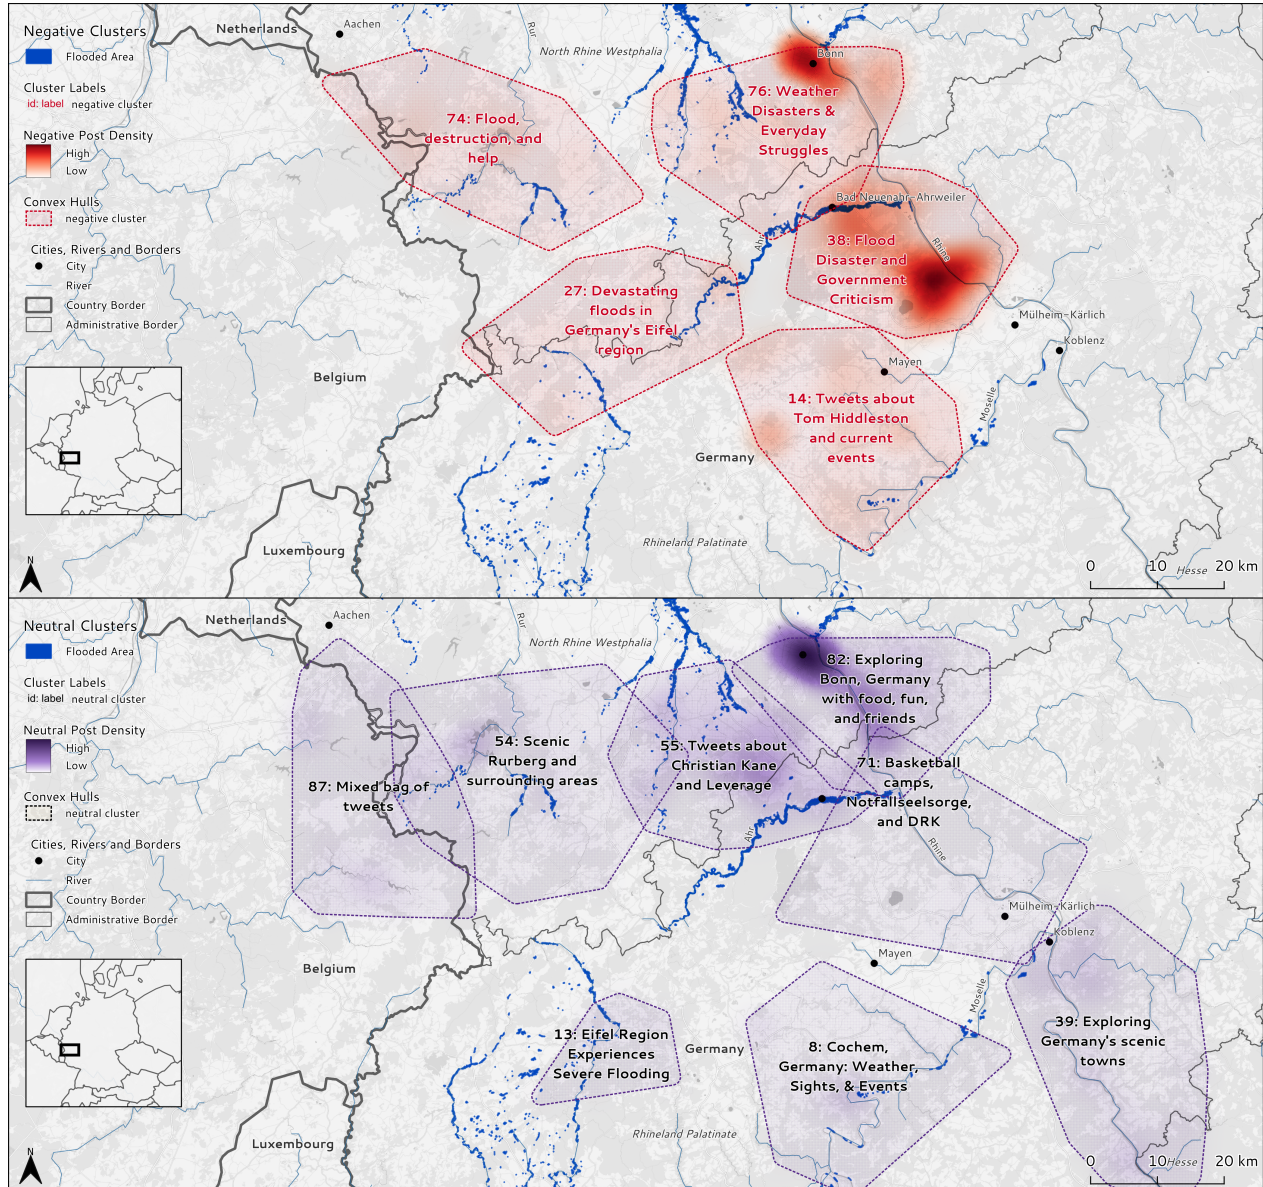 Negative Clusters
Flooded Area
Cluster Labels
id: label negative cluster
Negative Post Density
High
Low
Convex Hulls
negative cluster
Cities, Rivers and Borders
City
River
Country Border
Administrative Border
N
Netherlands
Aachen
Rur
North Rhine Westphalia
Bonn
74: Flood,
destruction, and
help
76: Weather
Disasters &
Everyday
Struggles
Bad Neuenahr-Ahrweiler
Ahr
Rhine
38: Flood
Disaster and
Government
Criticism
27: Devastating
floods in
Germany's Eifel
region
Mülheim-Kärlich
Koblenz
Mayen
Belgium
14: Tweets about
Tom Hiddleston
and current
events
Moselle
Germany
Luxembourg
Rhineland Palatinate
Hesse
0 10 20 km
Neutral Clusters
Flooded Area
Cluster Labels
id: label neutral cluster
Neutral Post Density
High
Low
Convex Hulls
neutral cluster
Cities, Rivers and Borders
City
River
Country Border
Administrative Border
N
Netherlands
Aachen
Rur
North Rhine Westphalia
82: Exploring
Bonn, Germany
with food, fun,
and friends
54: Scenic
Rurberg and
surrounding areas
55: Tweets about
Christian Kane
and Leverage
71: Basketball
camps,
Notfallseelsorge,
and DRK
87: Mixed bag of
tweets
Ahr
Rhine
Mülheim-Kärlich
Koblenz
Mayen
Belgium
Moselle
13: Eifel Region
Experiences
Severe Flooding
Germany
8: Cochem,
Germany: Weather,
Sights, & Events
39: Exploring
Germany's scenic
towns
Luxembourg
Rhineland Palatinate
Hesse
0 10 20 km